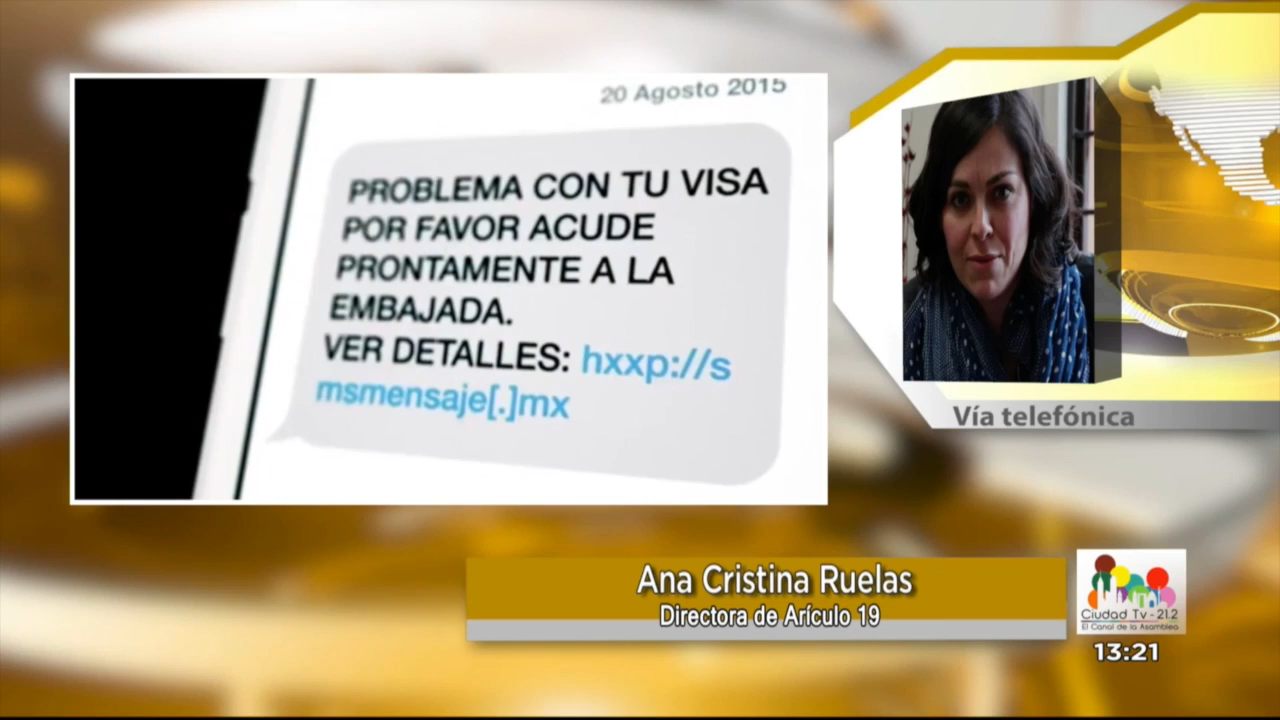 20 Agosto 2015
PROBLEMA CON TU VISA
POR FAVOR ACUDE
PRONTAMENTE A LA
EMBAJADA.
VER DETALLES: hxxp://s
msmensaje[.]mx
Vía telefónica
Ana Cristina Ruelas
Directora de Arículo 19
Ciudad Tv - 21.2
El Canal de la Asamblea
13:21